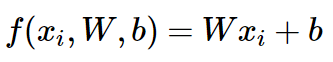 f(x_i, W, b) = Wx_i + b